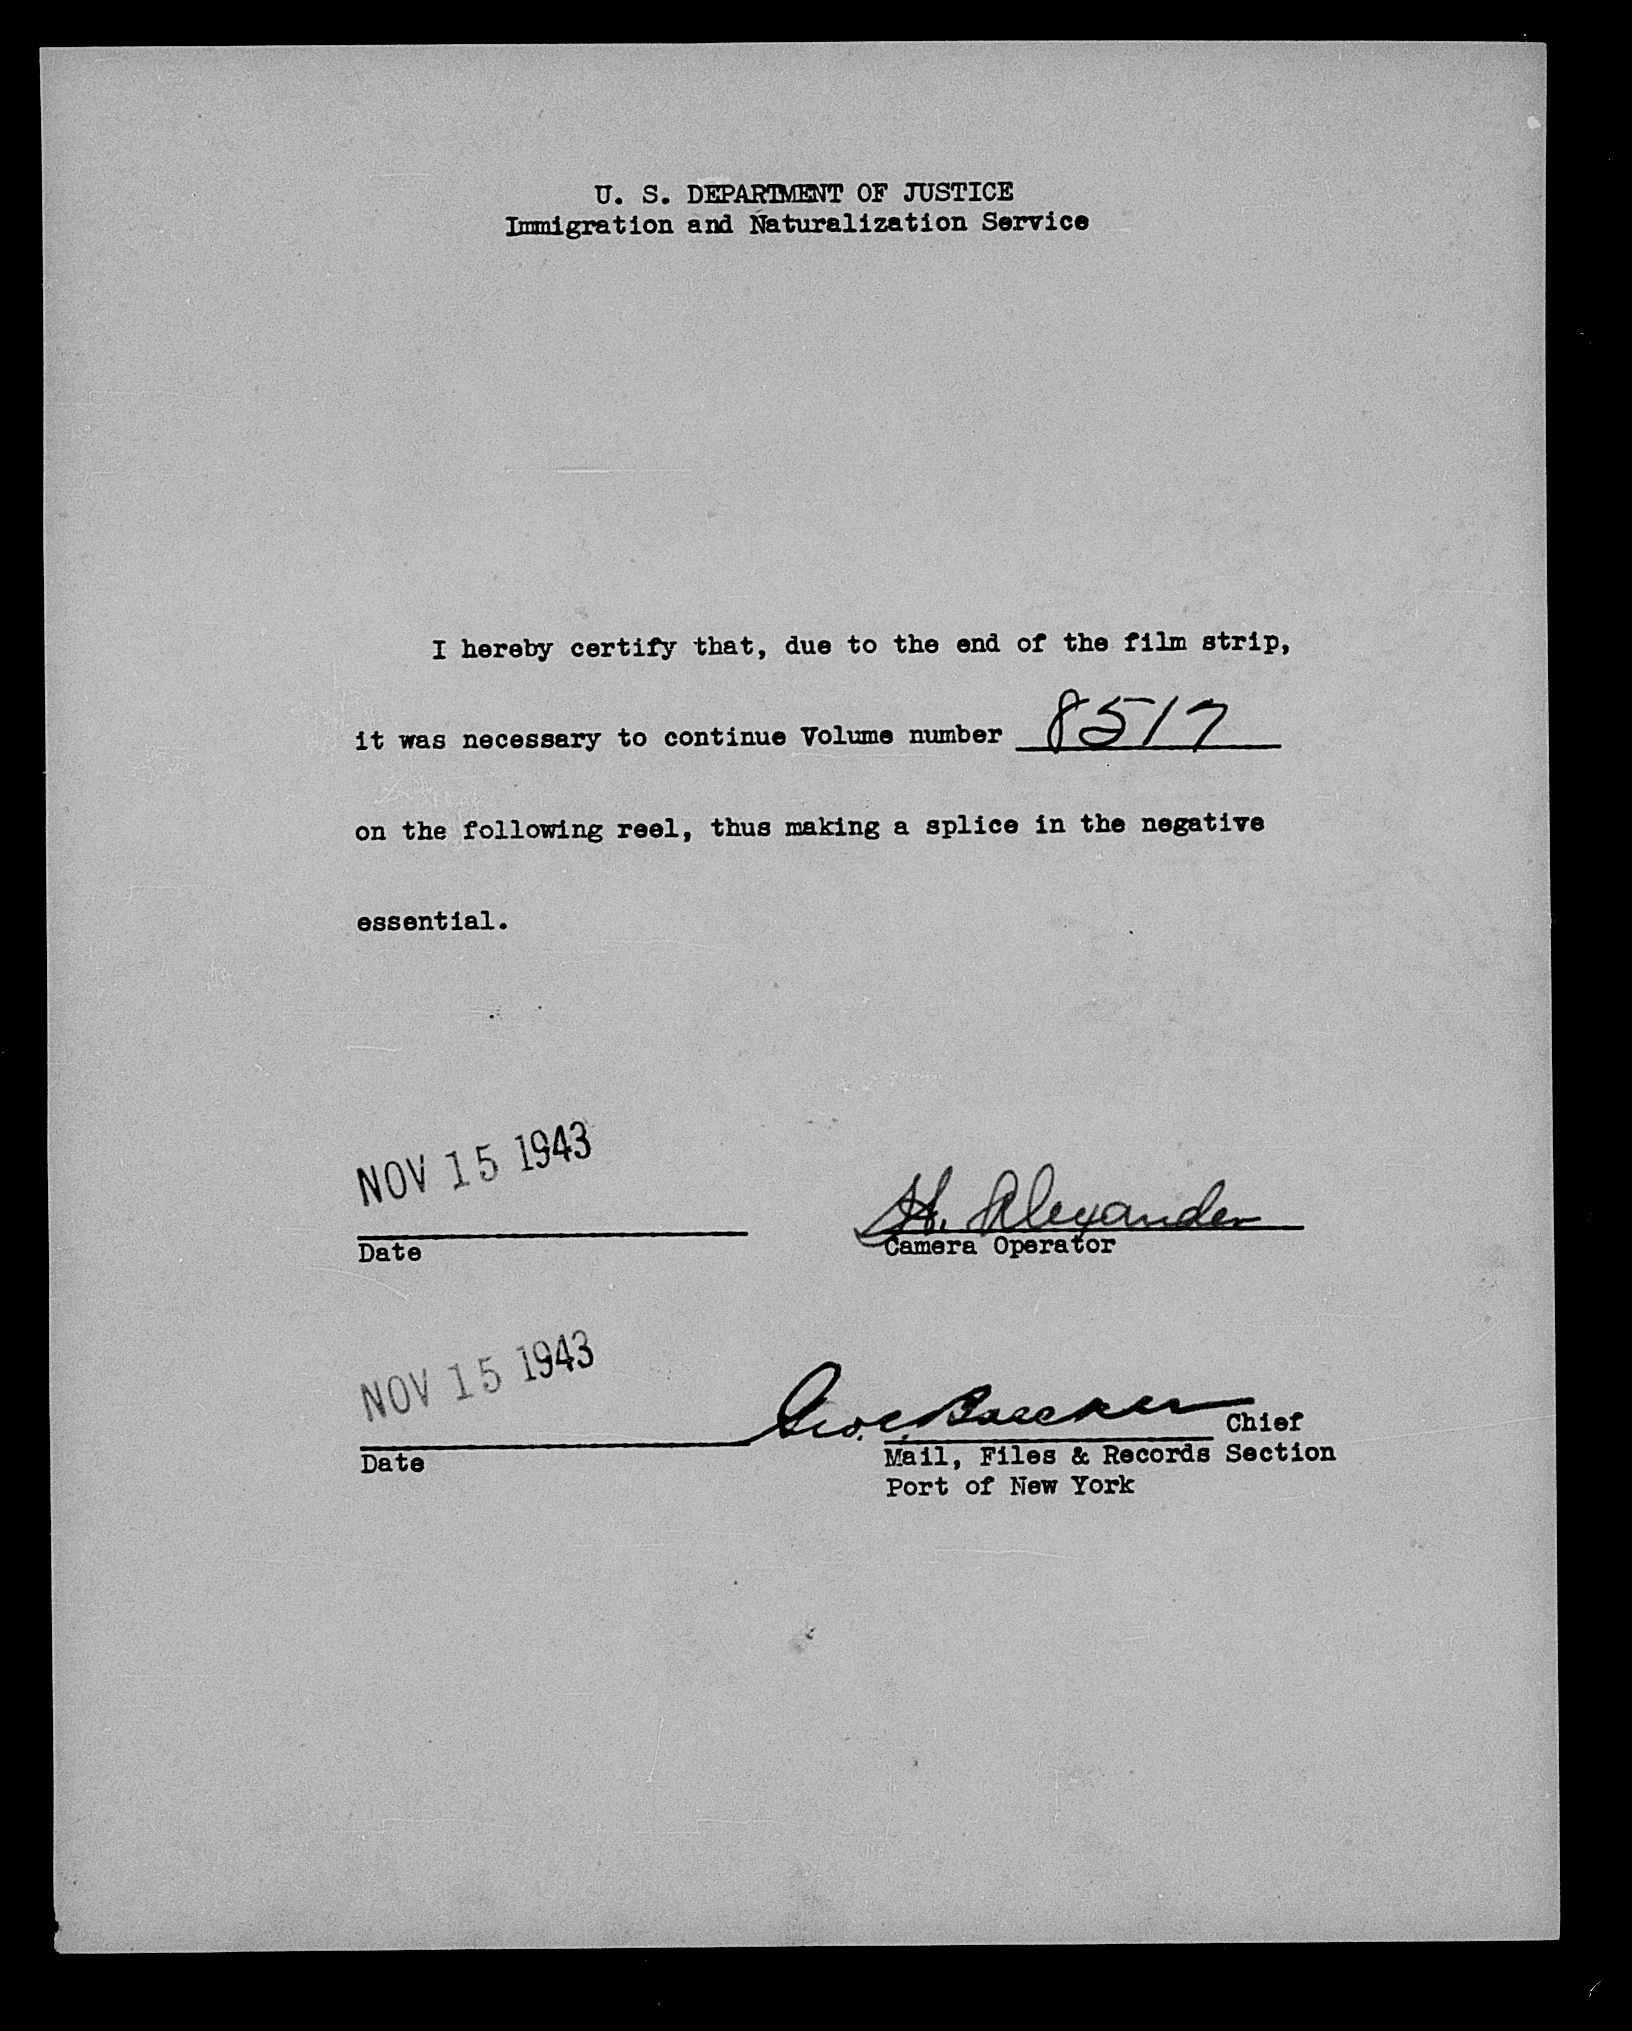 U. S. DEPARTMENT OF JUSTICE
Immigration and Naturalization Service
I hereby certify that, due to the end of the film strip,
it was necessary to continue Volume number 8517
on the following reel, thus making a splice in the negative
essential.
NOV 15 1943
H. Alexander
Date
Camera Operator
NOV 15 1943
Geo. C. Baecker Chief
Date
Mail, Files & Records Section
Port of New York